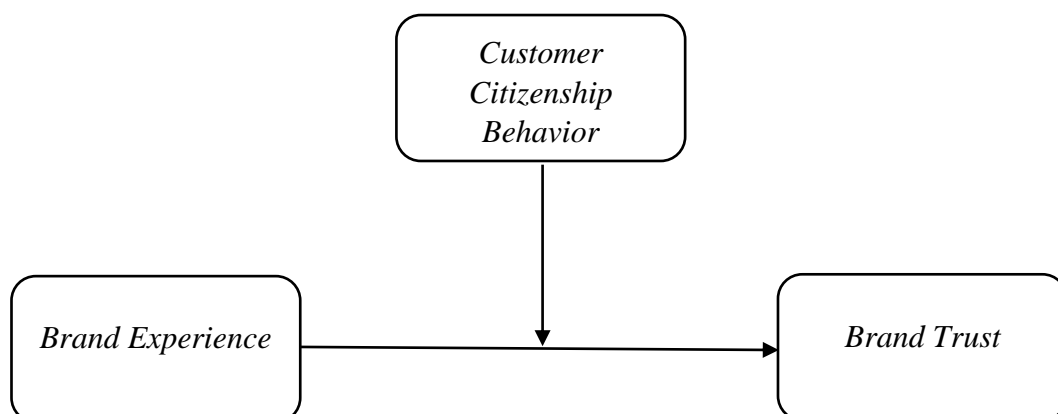 Customer
Citizenship
Behavior
Brand Experience
Brand Trust